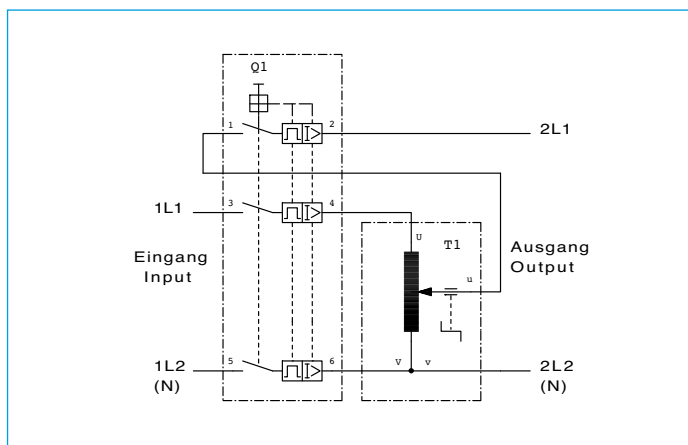 Q1
1
2
2L1
1L1
3
4
U
T1
Eingang
Input
Ausgang
Output
u
1L2
(N)
5
6
V
v
2L2
(N)